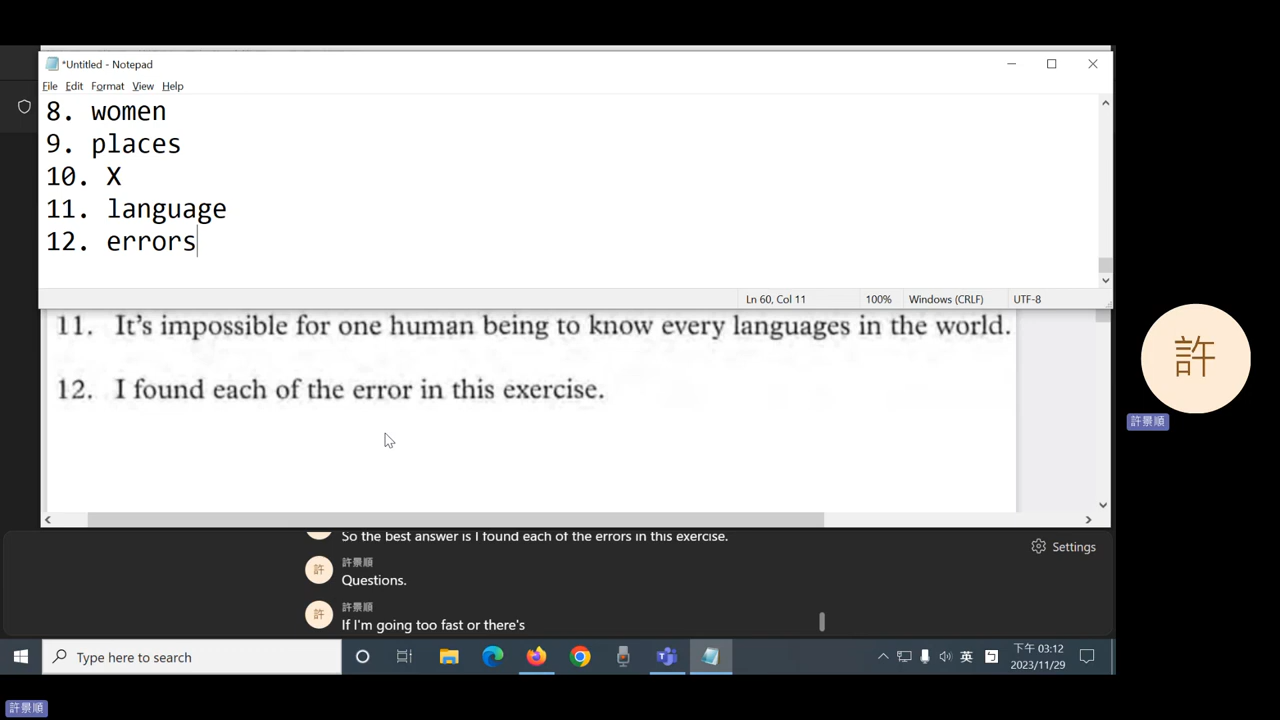 *Untitled - Notepad
File Edit Format View Help
8. women
9. places
10. X
11. language
12. errors
Ln 60, Col 11 100% Windows (CRLF) UTF-8
11. It's impossible for one human being to know every languages in the world.
12. I found each of the error in this exercise.
許
許景順
So the best answer is I found each of the errors in this exercise.
Settings
許 許景順
Questions.
許 許景順
If I'm going too fast or there's
Type here to search
英
下午 03:12
2023/11/29
許景順